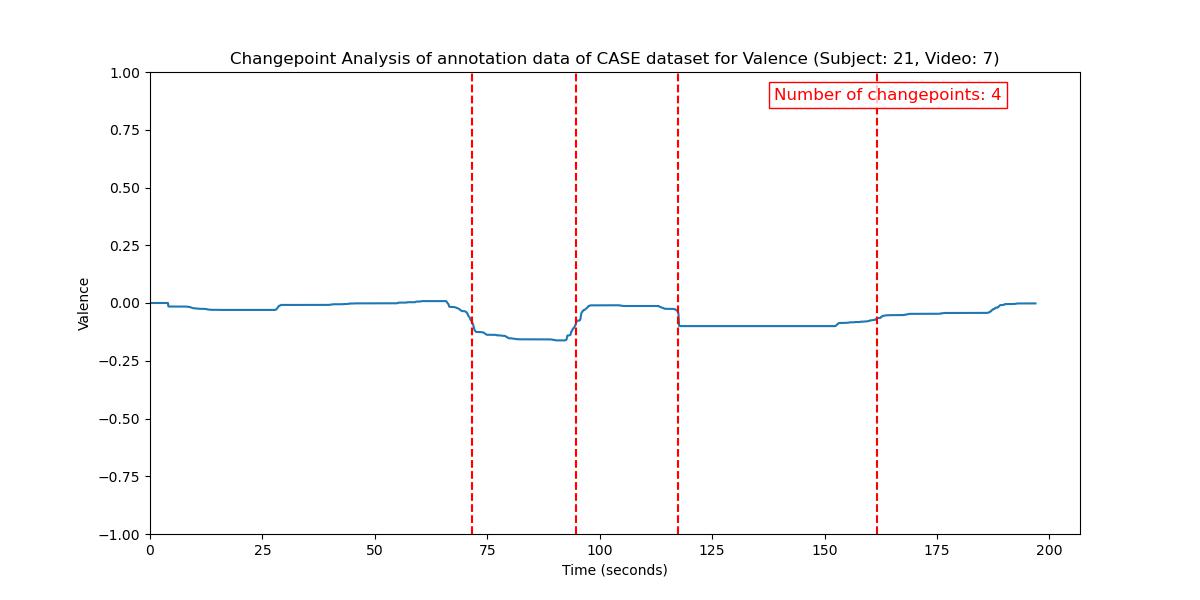 Changepoint Analysis of annotation data of CASE dataset for Valence (Subject: 21, Video: 7)
Number of changepoints: 4
1.00
0.75
0.50
0.25
0.00
−0.25
−0.50
−0.75
−1.00
Valence
0 25 50 75 100 125 150 175 200
Time (seconds)